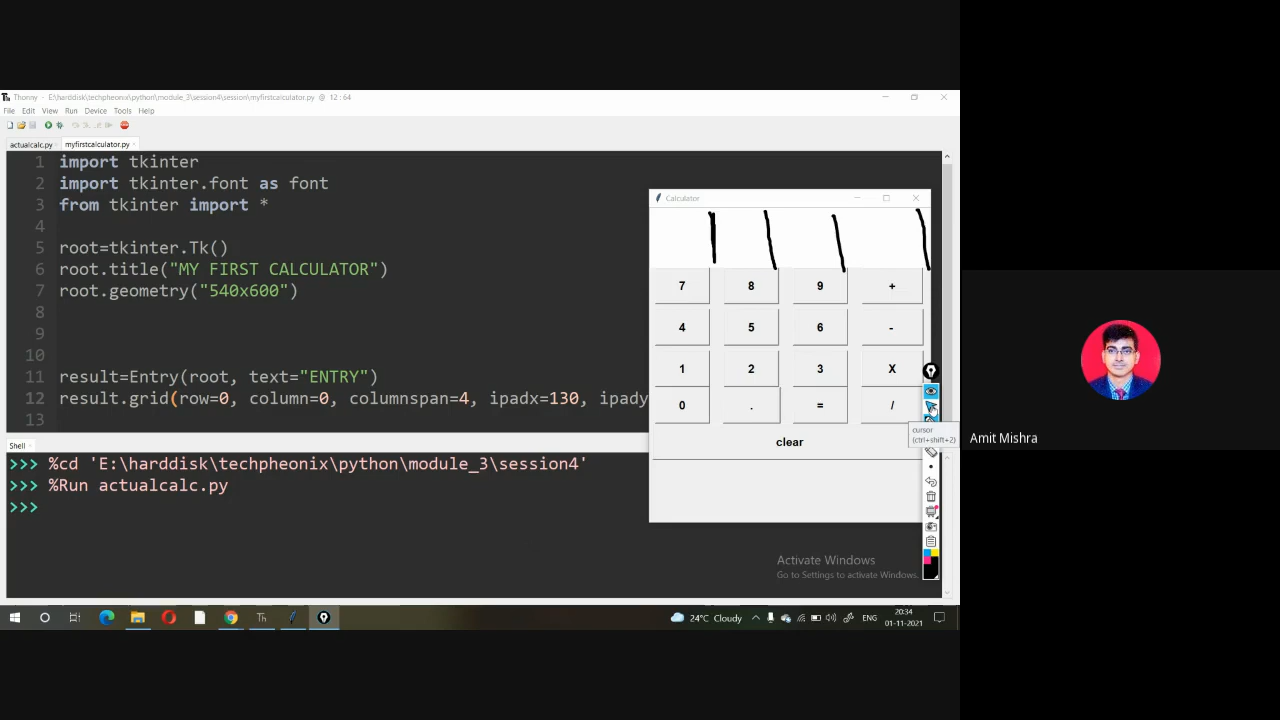 Thonny - E:\harddisk\techpheonix\python\module_3\session4\session\myfirstcalculator.py @ 12 : 64
File Edit View Run Device Tools Help
actualcalc.py myfirstcalculator.py
1 import tkinter
2 import tkinter.font as font
3 from tkinter import *
4
5 root=tkinter.Tk()
6 root.title("MY FIRST CALCULATOR")
7 root.geometry("540x600")
8
9
10
11 result=Entry(root, text="ENTRY")
12 result.grid(row=0, column=0, columnspan=4, ipadx=130, ipady
13
Calculator
7 8 9 +
4 5 6 -
1 2 3 X
0 . = /
clear
cursor
(ctrl+shift+2)
Shell
>>> %cd 'E:\harddisk\techpheonix\python\module_3\session4'
>>> %Run actualcalc.py
>>>
Activate Windows
Go to Settings to activate Windows.
Th
24°C Cloudy
ENG
20:34
01-11-2021
Amit Mishra